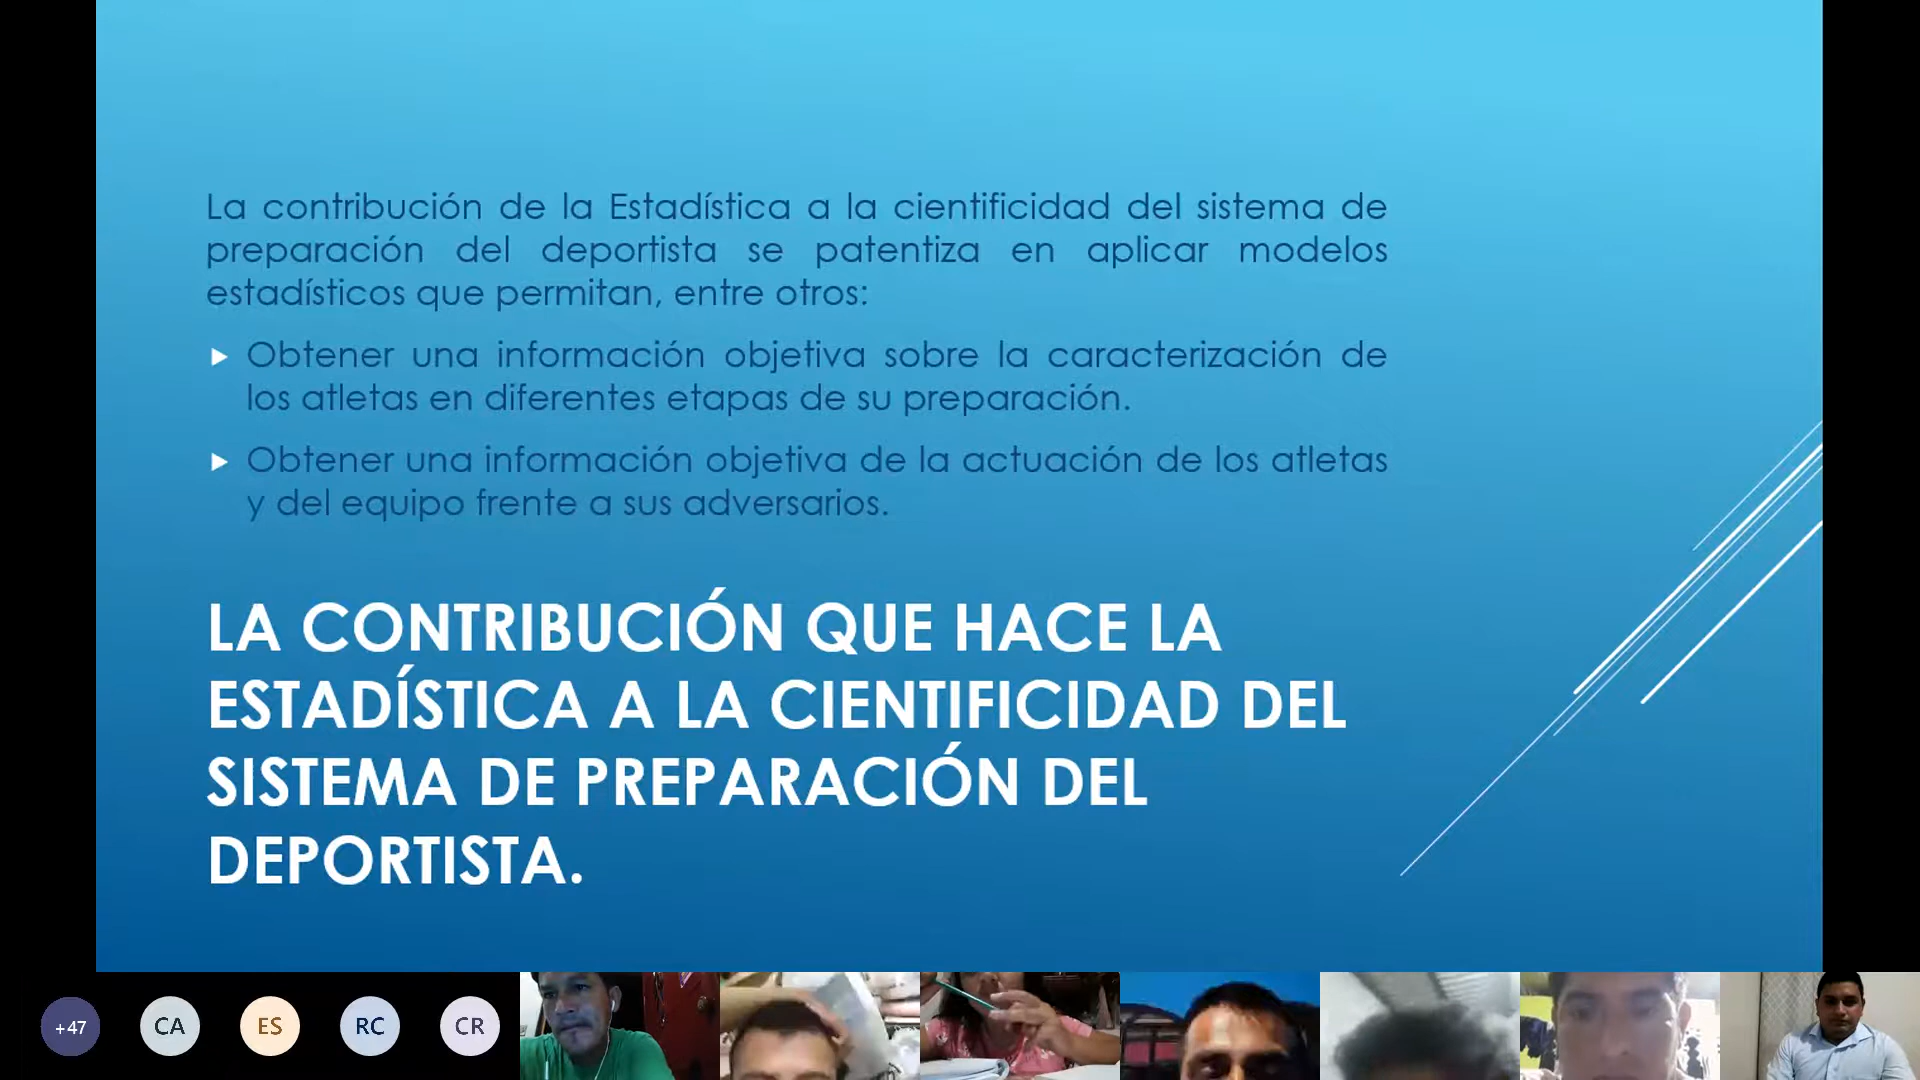 La contribución de la Estadística a la cientificidad del sistema de
preparación del deportista se patentiza en aplicar modelos
estadísticos que permitan, entre otros:
Obtener una información objetiva sobre la caracterización de
los atletas en diferentes etapas de su preparación.
Obtener una información objetiva de la actuación de los atletas
y del equipo frente a sus adversarios.
LA CONTRIBUCIÓN QUE HACE LA
ESTADÍSTICA A LA CIENTIFICIDAD DEL
SISTEMA DE PREPARACIÓN DEL
DEPORTISTA.
+47 CA ES RC CR